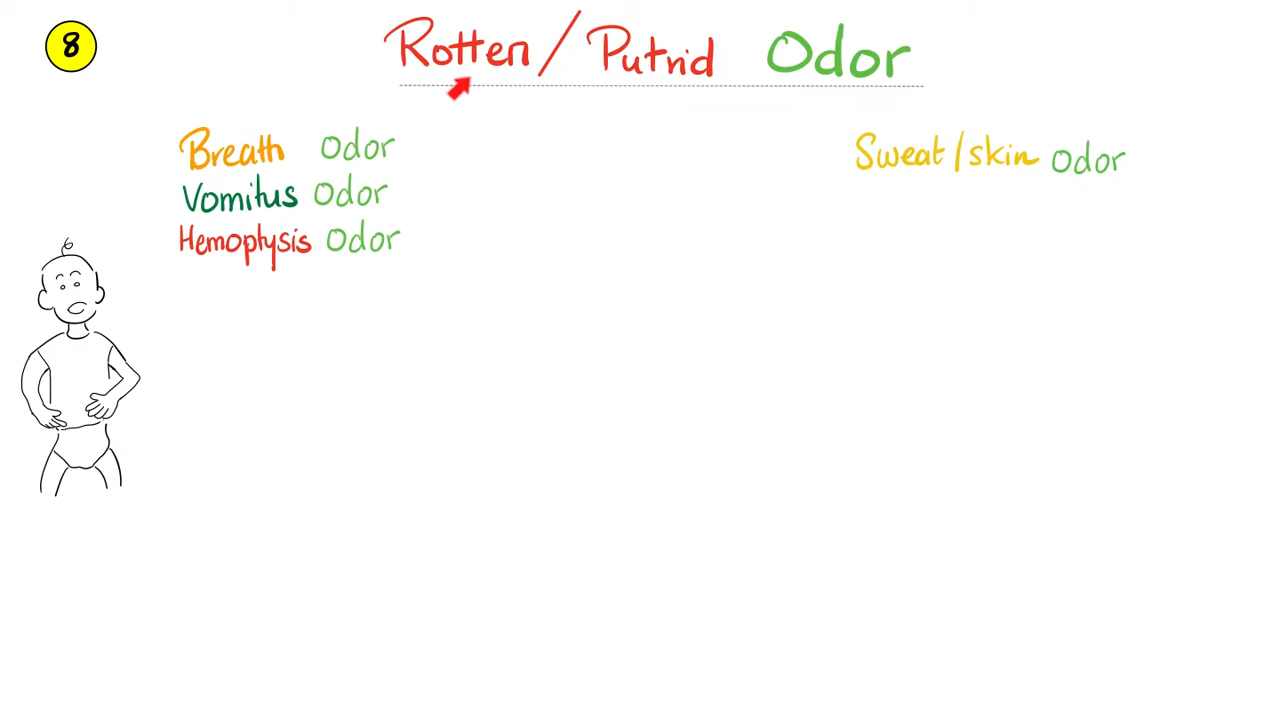 8
Rotten / Putrid Odor
Breath Odor
Vomitus Odor
Hemoptysis Odor
Sweat/skin Odor